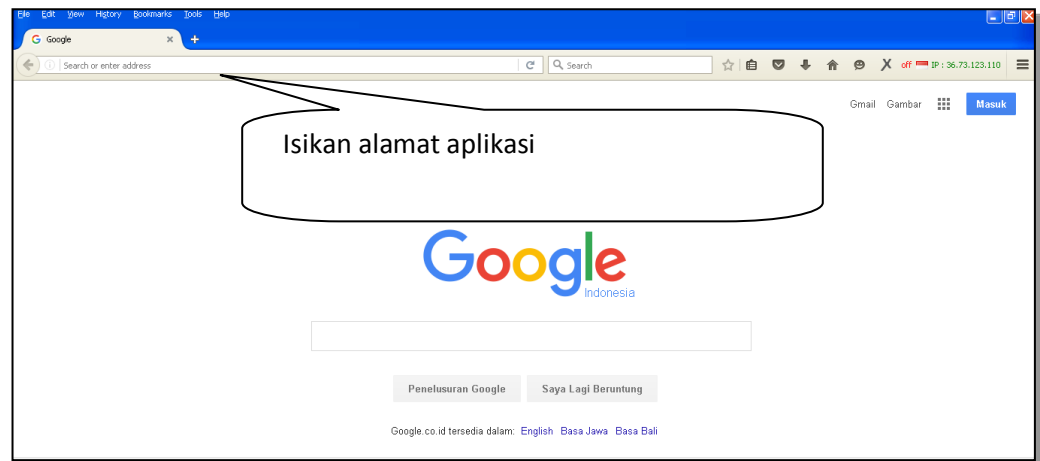 File Edit View History Bookmarks Tools Help
Google
Search or enter address
Search
off IP : 36.73.123.110
Gmail Gambar Masuk
Isikan alamat aplikasi
Google
Indonesia
Penelusuran Google Saya Lagi Beruntung
Google.co.id tersedia dalam: English Basa Jawa Basa Bali